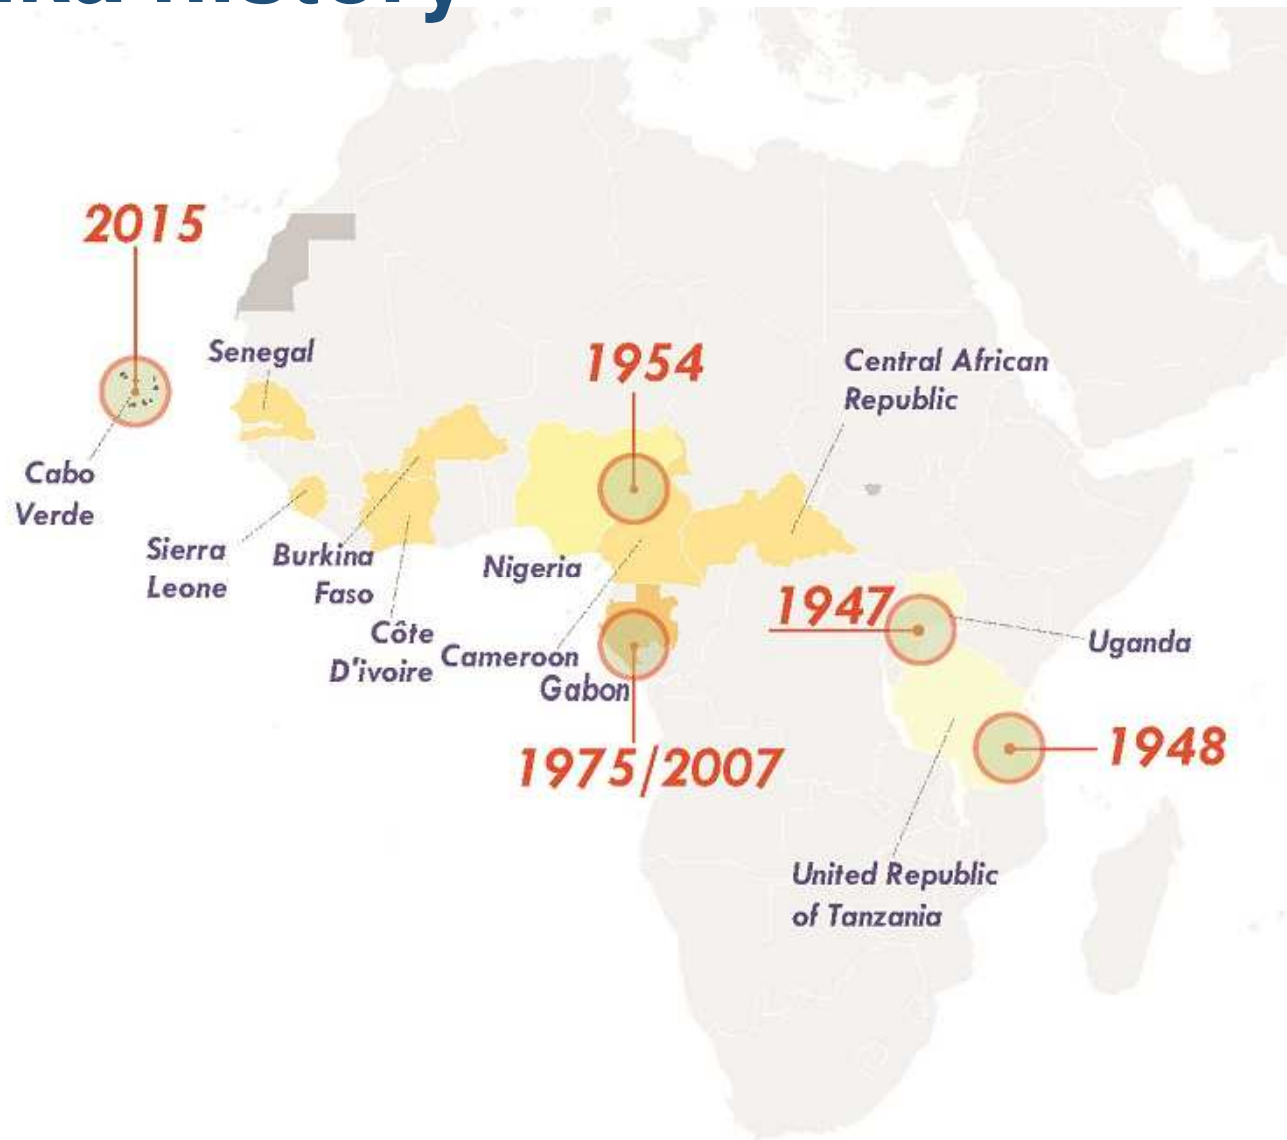 history
2015
Senegal
1954
Central African
Republic
Cabo
Verde
Sierra
Leone
Burkina
Faso
Nigeria
Côte
D'ivoire
Cameroon
Gabon
1947
Uganda
1975/2007
1948
United Republic
of Tanzania